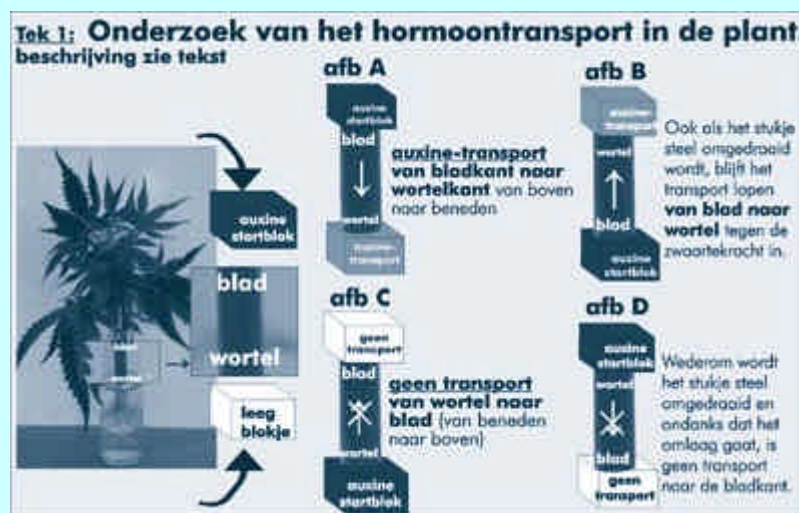 Tek 1: Onderzoek van het hormoontransport in de plant
beschrijving zie tekst
auxine
startblok
blad
wortel
leeg
blokje
afb A
auxine
startblok
blad
wortel
auxine-
transport
auxine-transport
van bladkant naar
wortelkant van boven
naar beneden
afb B
auxine-
transport
wortel
blad
auxine
startblok
Ook als het stukje
steel omgedraaid
wordt, blijft het
transport lopen
van blad naar
wortel tegen de
zwaartekracht in.
afb C
geen
transport
blad
wortel
auxine
startblok
geen transport
van wortel naar
blad (van beneden
naar boven)
afb D
auxine
startblok
wortel
blad
geen
transport
Wederom wordt
het stukje steel
omgedraaid en
ondanks dat het
omlaag gaat, is
geen transport
naar de bladkant.